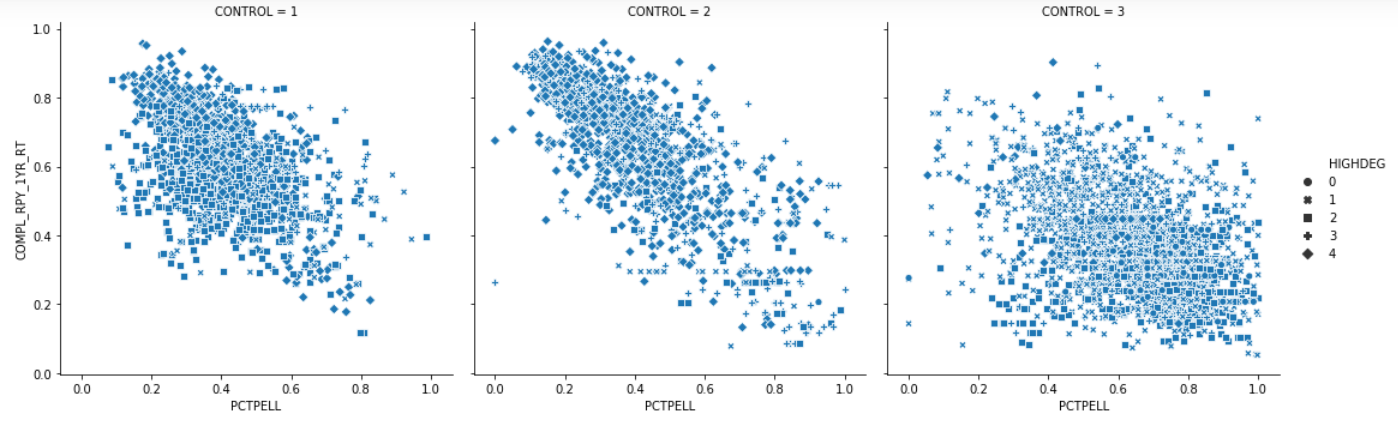 CONTROL = 1
CONTROL = 2
CONTROL = 3
COMPL_RPY_1YR_RT
1.0
0.8
0.6
0.4
0.2
0.0
0.0 0.2 0.4 0.6 0.8 1.0
0.0 0.2 0.4 0.6 0.8 1.0
0.0 0.2 0.4 0.6 0.8 1.0
PCTPELL
PCTPELL
PCTPELL
HIGHDEG
0
1
2
3
4